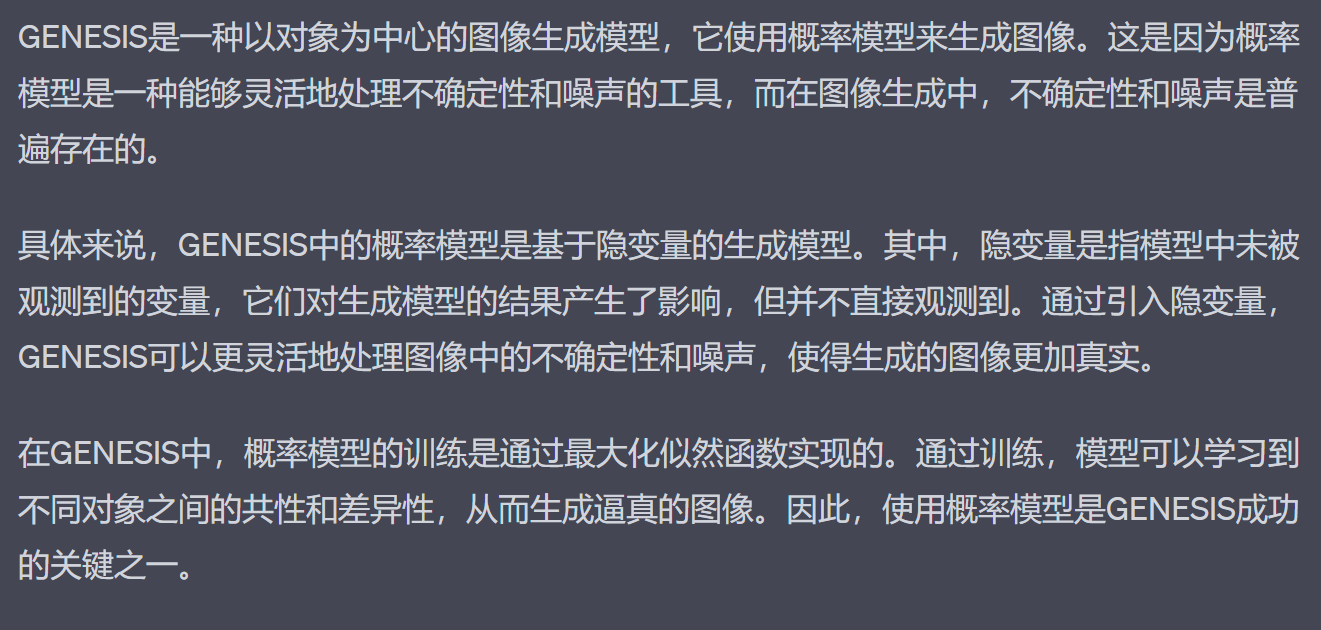 GENESIS是一种以对象为中心的图像生成模型，它使用概率模型来生成图像。这是因为概率
模型是一种能够灵活地处理不确定性和噪声的工具，而在图像生成中，不确定性和噪声是普
遍存在的。
具体来说，GENESIS中的概率模型是基于隐变量的生成模型。其中，隐变量是指模型中未被
观测到的变量，它们对生成模型的结果产生了影响，但并不直接观测到。通过引入隐变量，
GENESIS可以更灵活地处理图像中的不确定性和噪声，使得生成的图像更加真实。
在GENESIS中，概率模型的训练是通过最大化似然函数实现的。通过训练，模型可以学习到
不同对象之间的共性和差异性，从而生成逼真的图像。因此，使用概率模型是GENESIS成功
的关键之一。